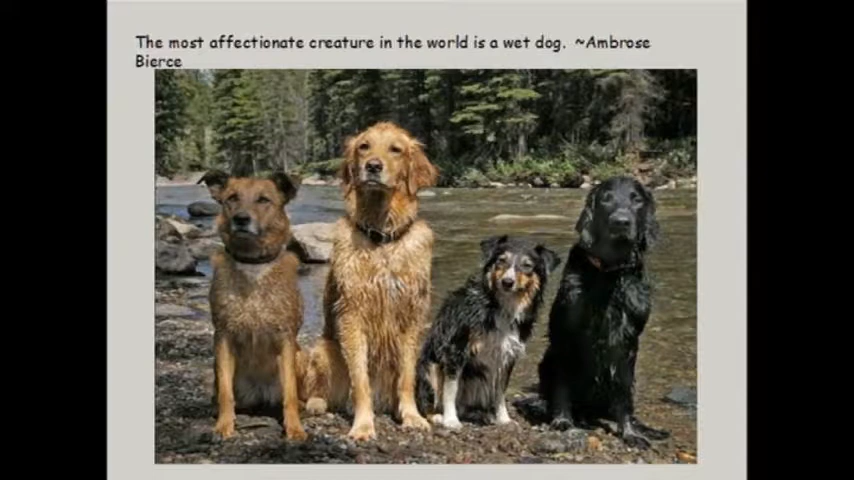 The most affectionate creature in the world is a wet dog.  ~Ambrose
Bierce